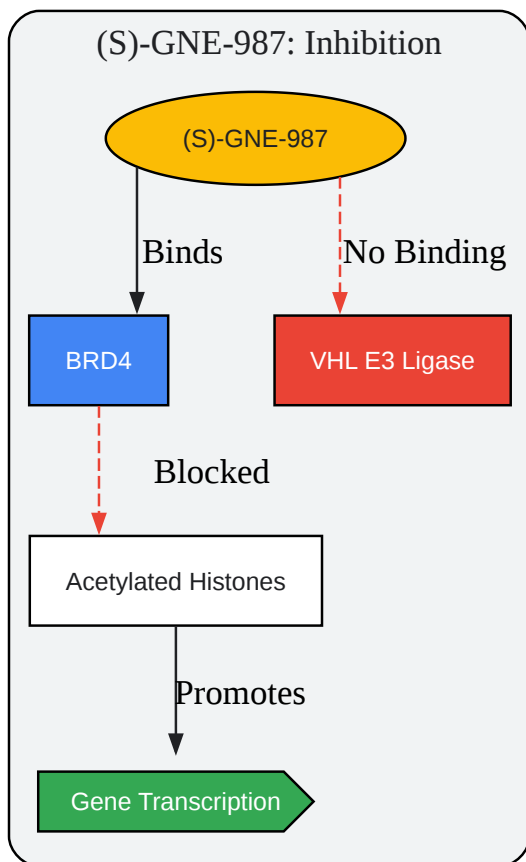 (S)-GNE-987: Inhibition
(S)-GNE-987
Binds
No Binding
BRD4
VHL E3 Ligase
Blocked
Acetylated Histones
Promotes
Gene Transcription